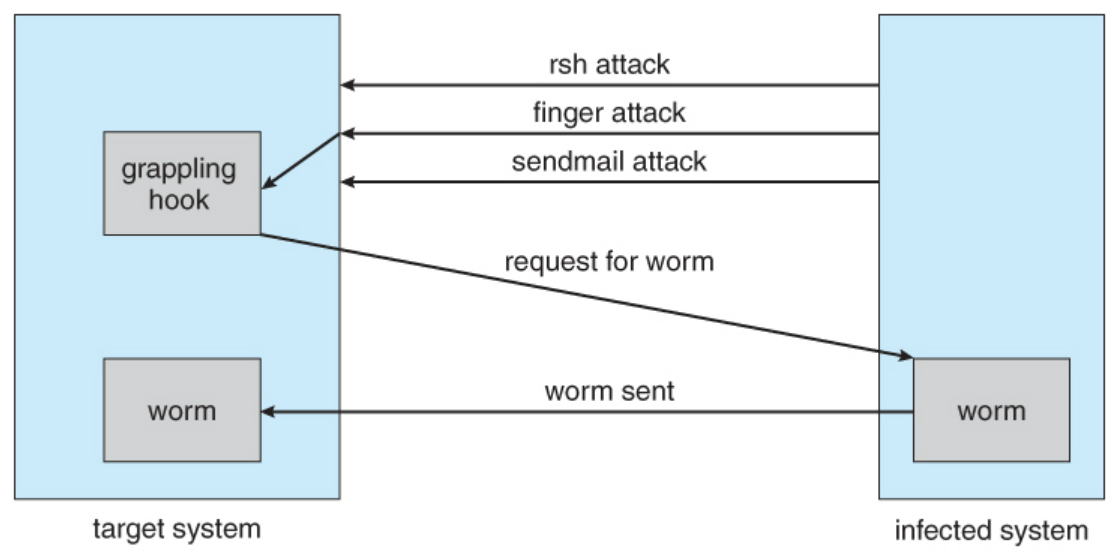 rsh attack
finger attack
sendmail attack
grappling
hook
request for worm
worm sent
worm
worm
target system
infected system